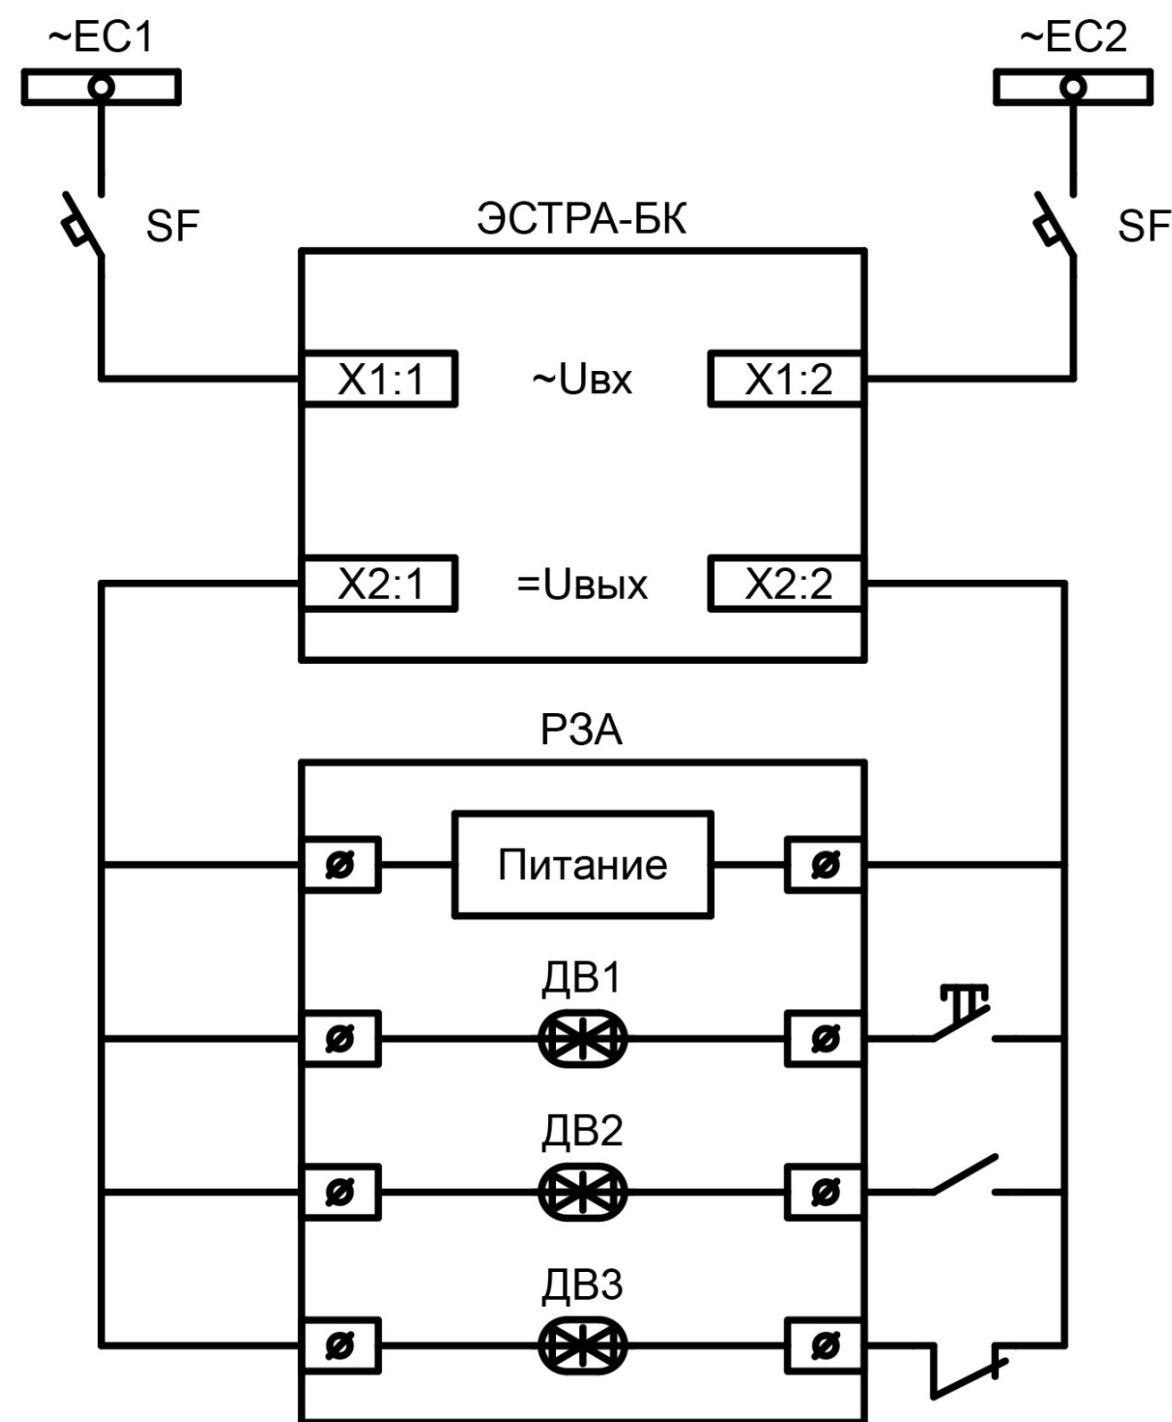 ~ЕС1
~ЕС2
SF
SF
ЭСТРА-БК
Х1:1
~Uвх
Х1:2
Х2:1
=Uвых
Х2:2
РЗА
Питание
ДВ1
ДВ2
ДВ3